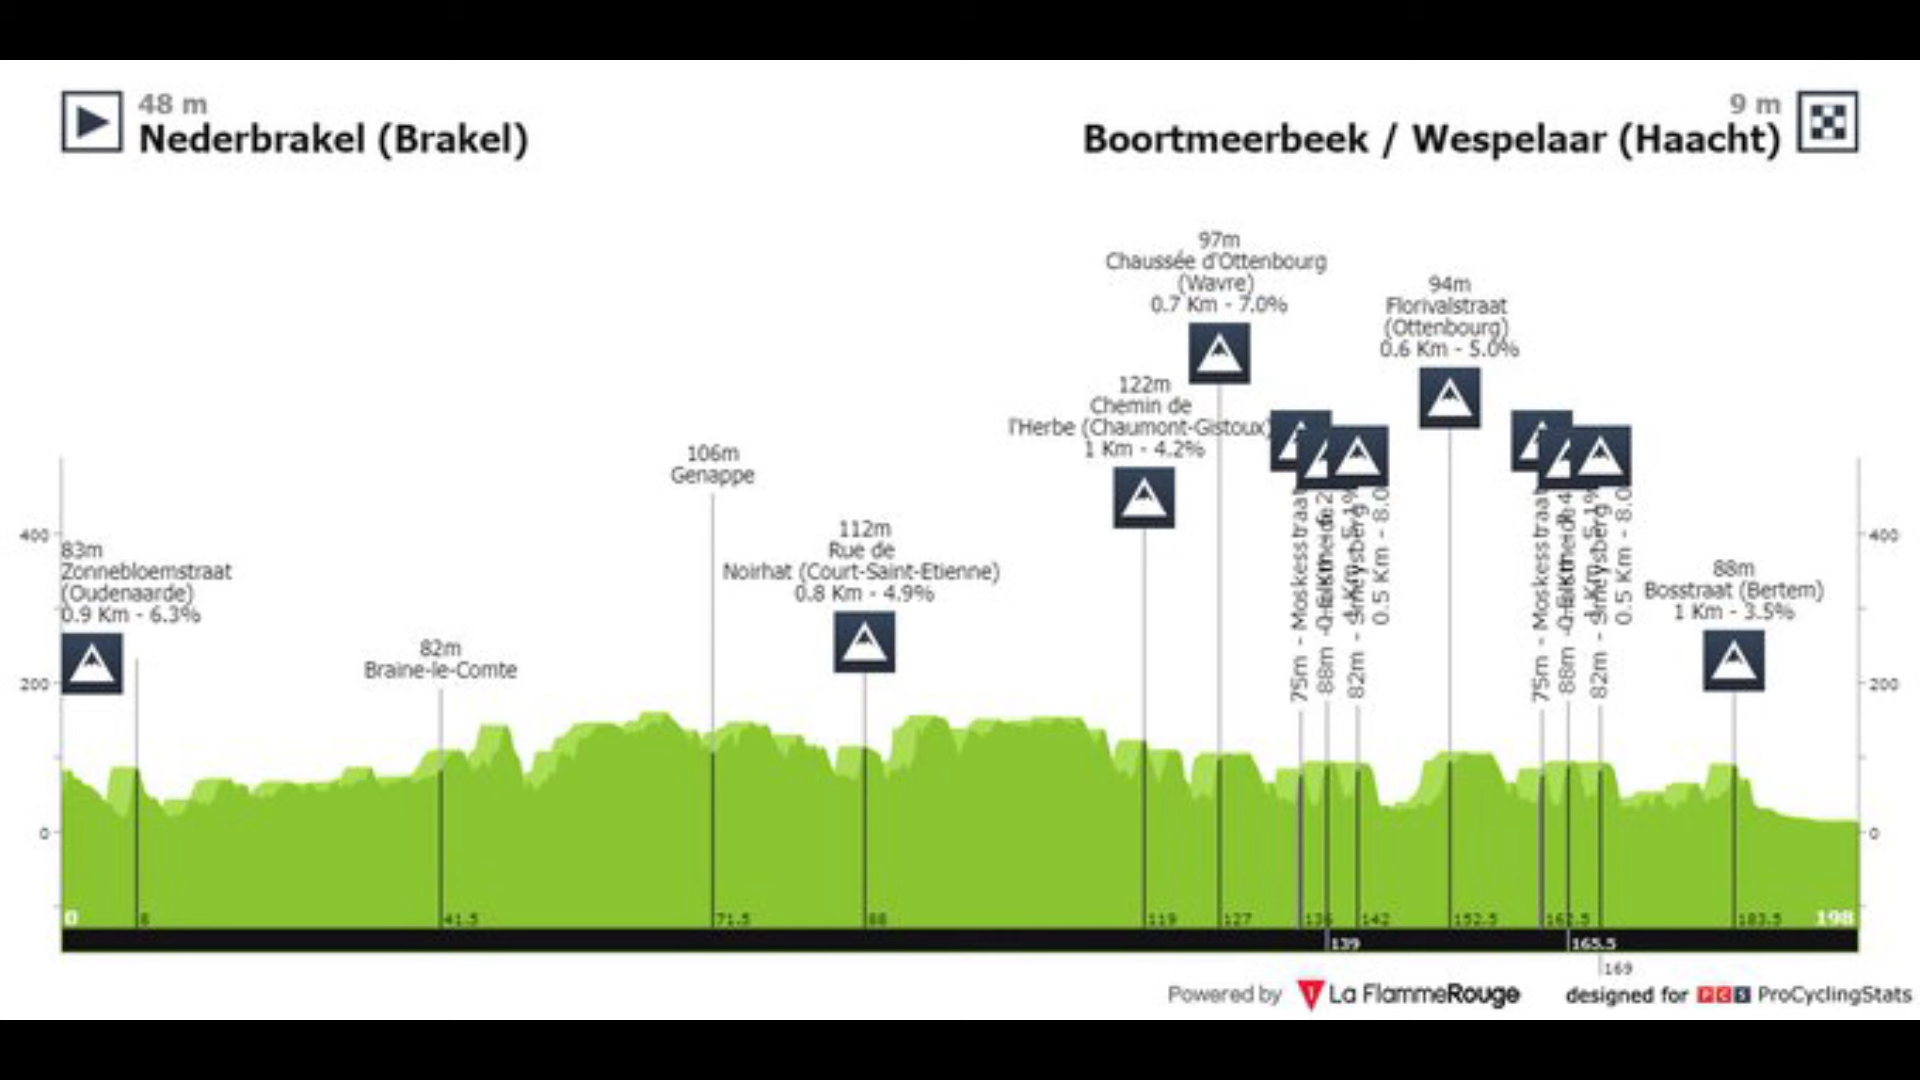 48 m
Nederbrakel (Brakel)
9 m
Boortmeerbeek / Wespelaar (Haacht)
97m
Chaussée d'Ottenbourg
(Wavre)
0.7 Km - 7.0%
94m
Florivalstraat
(Ottenbourg)
0.6 Km - 5.0%
122m
Chemin de
l'Herbe (Chaumont-Gistoux)
1 Km - 4.2%
106m
Genappe
112m
Rue de
Noirhat (Court-Saint-Etienne)
0.8 Km - 4.9%
83m
Zonnebloemstraat
(Oudenaarde)
0.9 Km - 6.3%
82m
Braine-le-Comte
88m
Bosstraat (Bertem)
1 Km - 3.5%
75m - Moskesstraat
88m
82m - Smeysberg
0.5 Km - 8.0
75m - Moskesstraat
88m
82m - Smeysberg
0.5 Km - 8.0
400
200
0
400
200
0
0
8
41.5
71.5
88
119
127
136
142
152.5
162.5
183.5
198
139
165.5
169
Powered by La FlammeRouge
designed for PCS ProCyclingStats